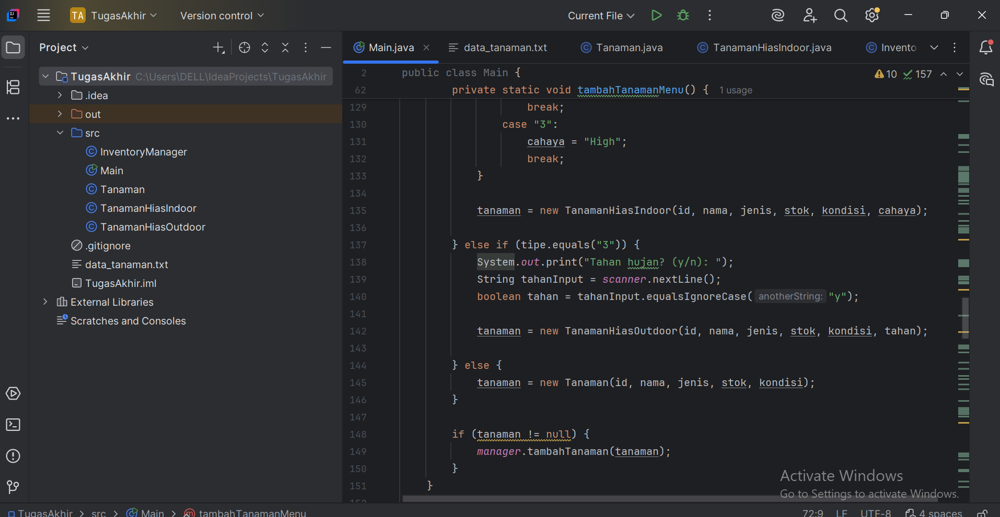 TA TugasAkhir Version control Current File
Project
Main.java data_tanaman.txt Tanaman.java TanamanHiasIndoor.java Invento
TugasAkhir C:\Users\DELL\IdeaProjects\TugasAkhir
.idea
out
src
InventoryManager
Main
Tanaman
TanamanHiasIndoor
TanamanHiasOutdoor
.gitignore
data_tanaman.txt
TugasAkhir.iml
External Libraries
Scratches and Consoles
10 157
2 public class Main {
62 private static void tambahTanamanMenu() { 1 usage
129 break;
130 case "3":
131 cahaya = "High";
132 break;
133 }
134
135 tanaman = new TanamanHiasIndoor(id, nama, jenis, stok, kondisi, cahaya);
136
137 } else if (tipe.equals("3")) {
138 System.out.print("Tahan hujan? (y/n): ");
139 String tahanInput = scanner.nextLine();
140 boolean tahan = tahanInput.equalsIgnoreCase( anotherString: "y");
141
142 tanaman = new TanamanHiasOutdoor(id, nama, jenis, stok, kondisi, tahan);
143
144 } else {
145 tanaman = new Tanaman(id, nama, jenis, stok, kondisi);
146 }
147
148 if (tanaman != null) {
149 manager.tambahTanaman(tanaman);
150 }
151 }
Activate Windows
Go to Settings to activate Windows.
TugasAkhir > src > Main > tambahTanamanMenu 72:9 LF UTF-8 4 spaces